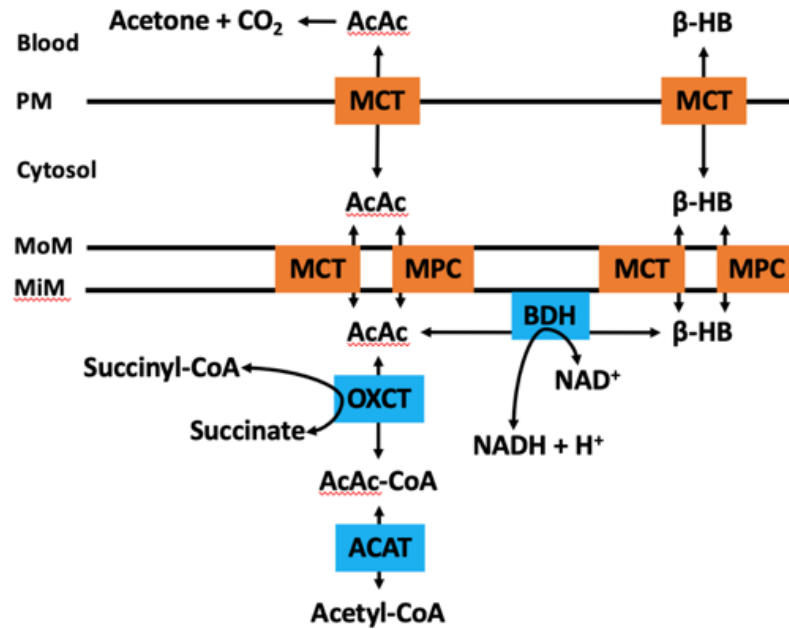 Acetone + CO₂ AcAc β-HB
Blood
PM MCT MCT
Cytosol
AcAc β-HB
MoM
MCT MPC MCT MPC
MiM
BDH
AcAc β-HB
Succinyl-CoA NAD⁺
OXCT
Succinate NADH + H⁺
AcAc-CoA
ACAT
Acetyl-CoA